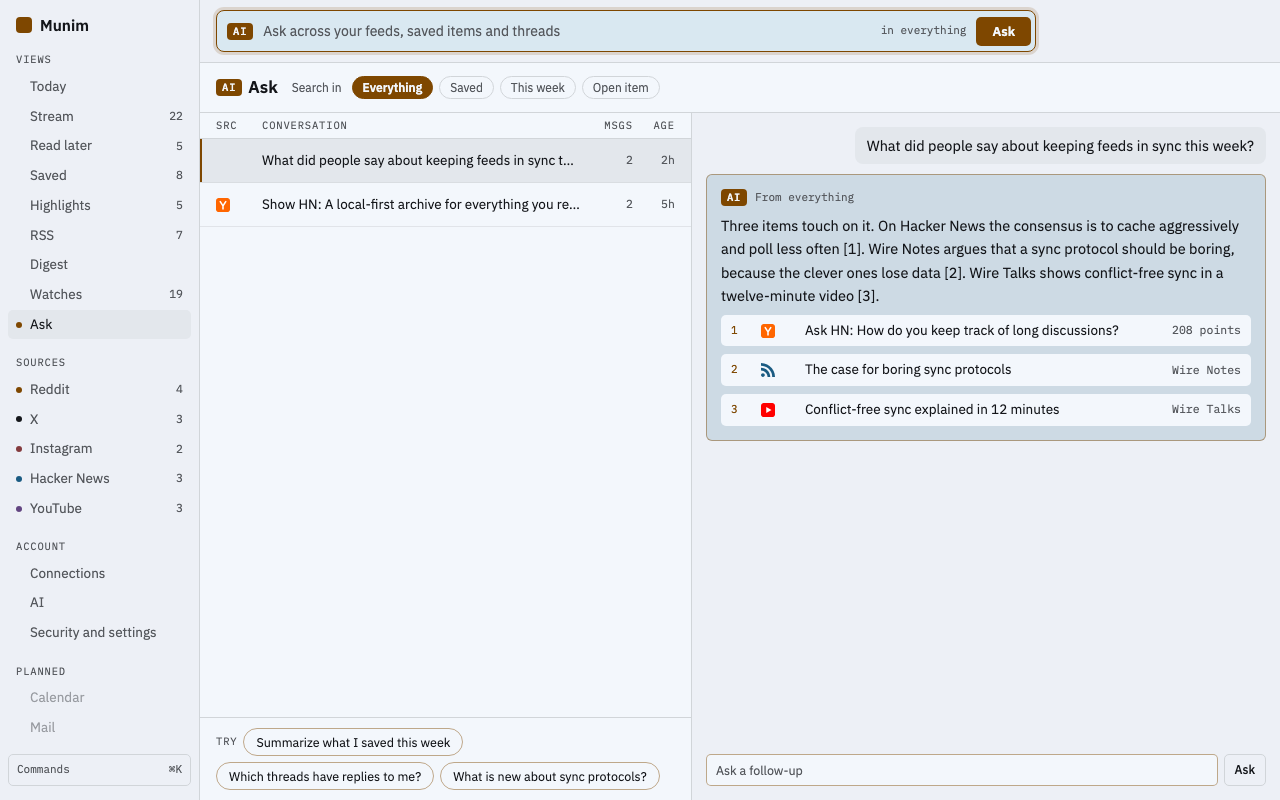 Munim
VIEWS
Today
Stream 22
Read later 5
Saved 8
Highlights 5
RSS 7
Digest
Watches 19
Ask
SOURCES
Reddit 4
X 3
Instagram 2
Hacker News 3
YouTube 3
ACCOUNT
Connections
AI
Security and settings
PLANNED
Calendar
Mail
Commands ⌘K
AI Ask across your feeds, saved items and threads in everything Ask
AI Ask Search in Everything Saved This week Open item
SRC CONVERSATION MSGS AGE
What did people say about keeping feeds in sync t... 2 2h
Show HN: A local-first archive for everything you re... 2 5h
TRY Summarize what I saved this week
Which threads have replies to me? What is new about sync protocols?
What did people say about keeping feeds in sync this week?
AI From everything
Three items touch on it. On Hacker News the consensus is to cache aggressively
and poll less often [1]. Wire Notes argues that a sync protocol should be boring,
because the clever ones lose data [2]. Wire Talks shows conflict-free sync in a
twelve-minute video [3].
1 Ask HN: How do you keep track of long discussions? 208 points
2 The case for boring sync protocols Wire Notes
3 Conflict-free sync explained in 12 minutes Wire Talks
Ask a follow-up Ask